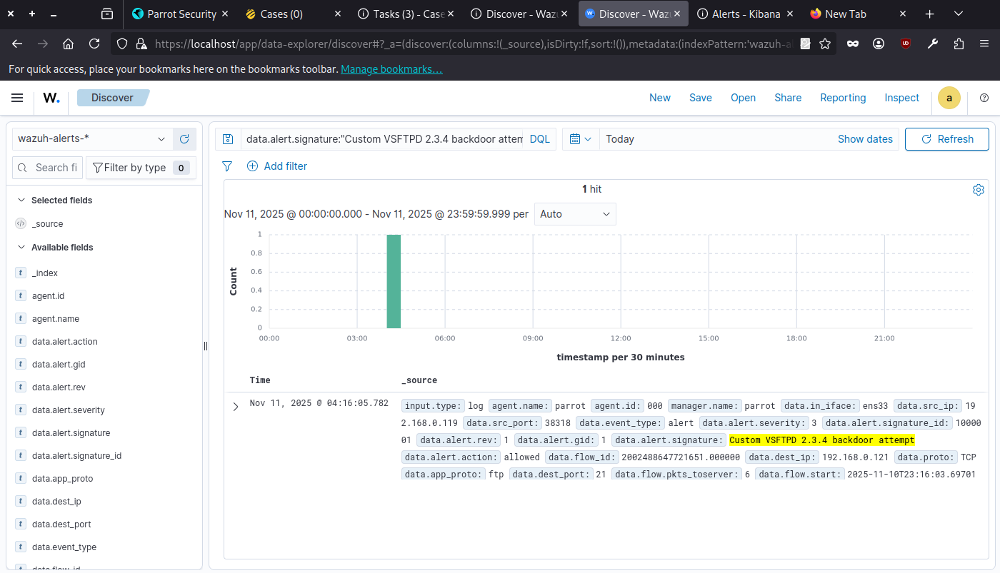 Parrot Security
Cases (0)
Tasks (3) - Case
Discover - Wazu
Discover - Wazu
Alerts - Kibana
New Tab
https://localhost/app/data-explorer/discover#?_a=(discover:(columns:!(_source),isDirty:!f,sort:!()),metadata:(indexPattern:'wazuh-al
For quick access, place your bookmarks here on the bookmarks toolbar. Manage bookmarks…
W. Discover New Save Open Share Reporting Inspect a
wazuh-alerts-*
data.alert.signature:"Custom VSFTPD 2.3.4 backdoor attem DQL Today Show dates Refresh
Search fi Filter by type 0
Add filter
Selected fields
_source
Available fields
_index
agent.id
agent.name
data.alert.action
data.alert.gid
data.alert.rev
data.alert.severity
data.alert.signature
data.alert.signature_id
data.app_proto
data.dest_ip
data.dest_port
data.event_type
data.flow_id
1 hit
Nov 11, 2025 @ 00:00:00.000 - Nov 11, 2025 @ 23:59:59.999 per Auto
Count
1
0.8
0.6
0.4
0.2
0
00:00 03:00 06:00 09:00 12:00 15:00 18:00 21:00
timestamp per 30 minutes
Time _source
Nov 11, 2025 @ 04:16:05.782
input.type: log agent.name: parrot agent.id: 000 manager.name: parrot data.in_iface: ens33 data.src_ip: 19
2.168.0.119 data.src_port: 38318 data.event_type: alert data.alert.severity: 3 data.alert.signature_id: 10000
01 data.alert.rev: 1 data.alert.gid: 1 data.alert.signature: Custom VSFTPD 2.3.4 backdoor attempt
data.alert.action: allowed data.flow_id: 2002488647721651.000000 data.dest_ip: 192.168.0.121 data.proto: TCP
data.app_proto: ftp data.dest_port: 21 data.flow.pkts_toserver: 6 data.flow.start: 2025-11-10T23:16:03.69701